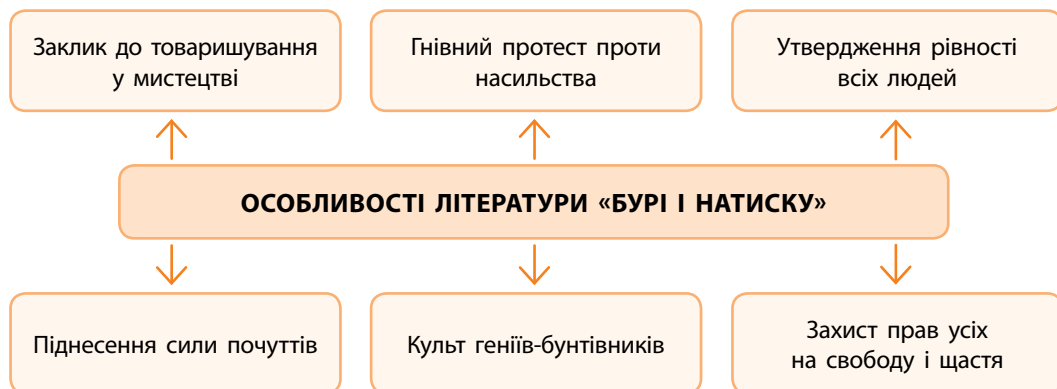 Заклик до товаришування
у мистецтві
Гнівний протест проти
насильства
Утвердження рівності
всіх людей
ОСОБЛИВОСТІ ЛІТЕРАТУРИ «БУРІ І НАТИСКУ»
Піднесення сили почуттів
Культ геніїв-бунтівників
Захист прав усіх
на свободу і щастя